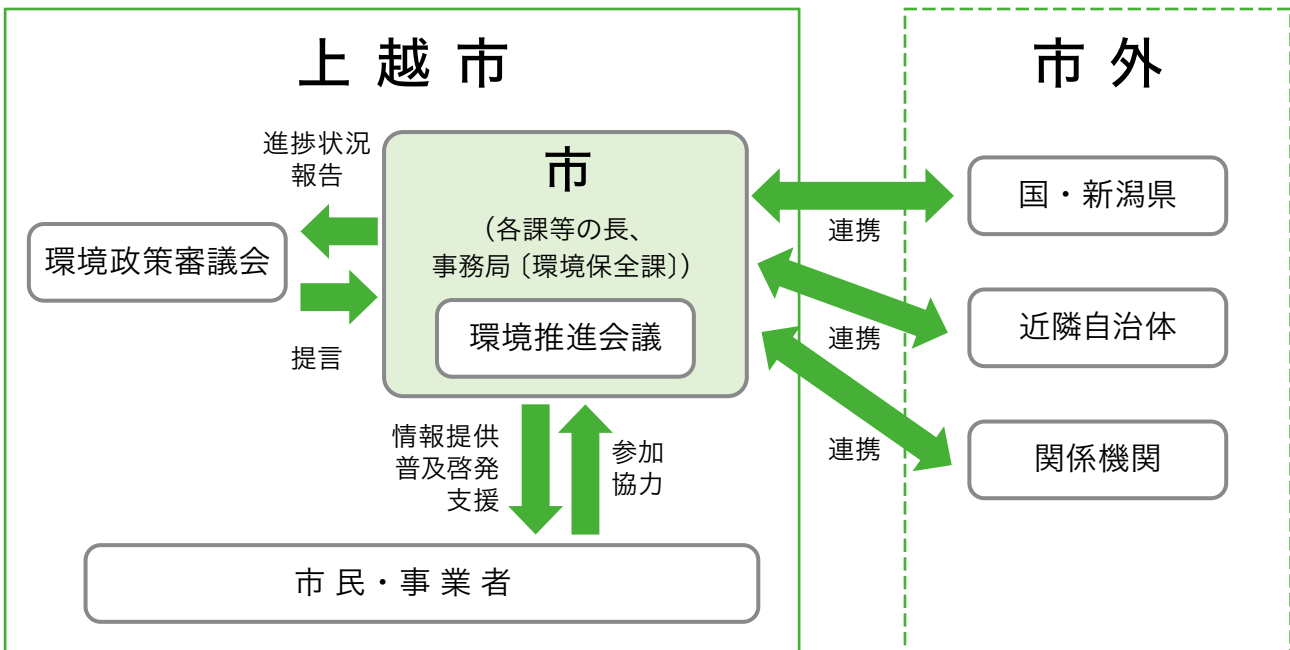 上越市
市外
進捗状況
報告
環境政策審議会
提言
市
（各課等の長、
事務局〔環境保全課〕）
環境推進会議
情報提供
普及啓発
支援
参加
協力
市民・事業者
連携
国・新潟県
連携
近隣自治体
連携
関係機関